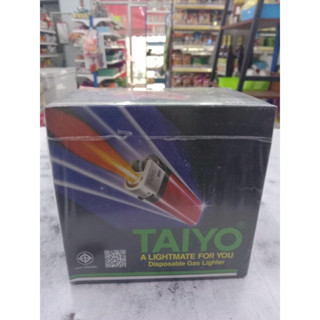 TAIYO®
A LIGHTMATE FOR YOU
Disposable Gas Lighter